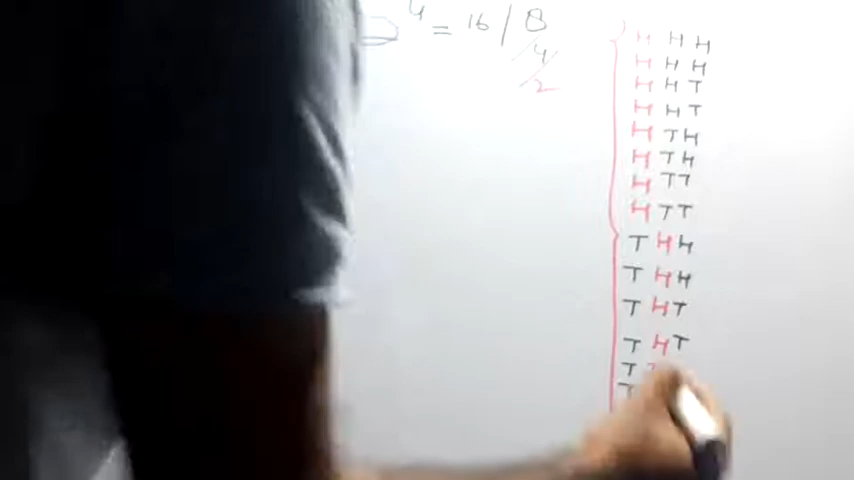 4 = 16 / 8
/ 4
/ 2
H H H
H H H
H H T
H H T
H T H
H T H
H T T
H T T
T H H
T H H
T H T
T H T
T T
T